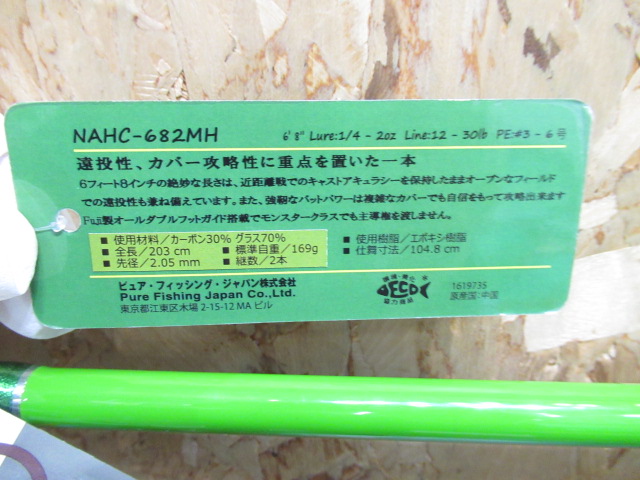 NAHC-682MH 6'8" Lure:1/4 - 2oz Line:12 - 30lb PE:#3 - 6号
遠投性、カバー攻略性に重点を置いた一本
6フィート8インチの絶妙な長さは、近距離戦でのキャストアキュラシーを保持したままオープンなフィールド
での遠投性も兼ね備えています。また、強靭なバットパワーは複雑なカバーでも自信をもって攻略出来ます
Fuji製オールダブルフットガイド搭載でモンスタークラスでも主導権を渡しません。
■ 使用材料／カーボン30% グラス70% ■ 使用樹脂／エポキシ樹脂
■ 全長／203 cm ■ 標準自重／169g ■ 仕舞寸法／104.8 cm
■ 先径／2.05 mm ■ 継数／2本
ピュア・フィッシング・ジャパン株式会社
Pure Fishing Japan Co., Ltd.
東京都江東区木場 2-15-12 MA ビル
環境・美化
ECO
協力商品
1619735
原産国：中国